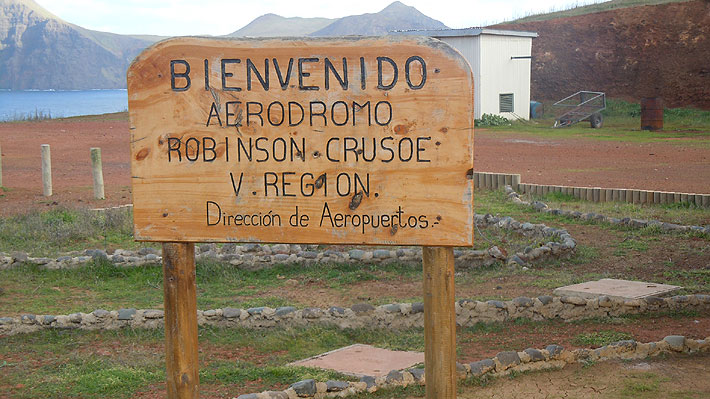 BIENVENIDO
AERODROMO
ROBINSON.CRUSOE
V.REGION.
Dirección de Aeropuertos.-